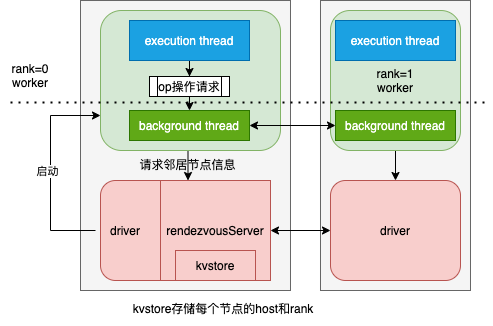 execution thread
execution thread
rank=0
worker
op操作请求
rank=1
worker
background thread
background thread
请求邻居节点信息
启动
driver
rendezvousServer
driver
kvstore
kvstore存储每个节点的host和rank